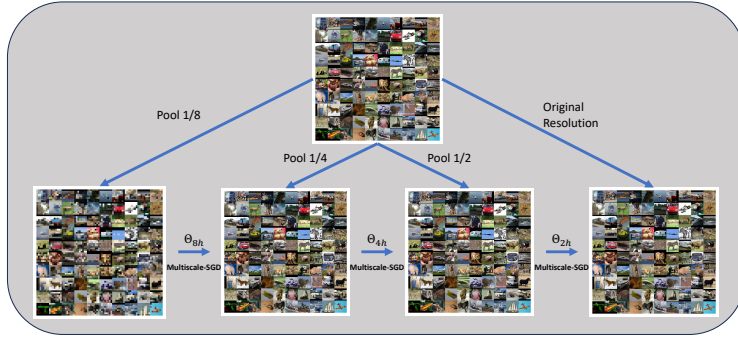 Pool 1/8
Original
Resolution
Pool 1/4
Pool 1/2
Θ8h
Multiscale-SGD
Θ4h
Multiscale-SGD
Θ2h
Multiscale-SGD